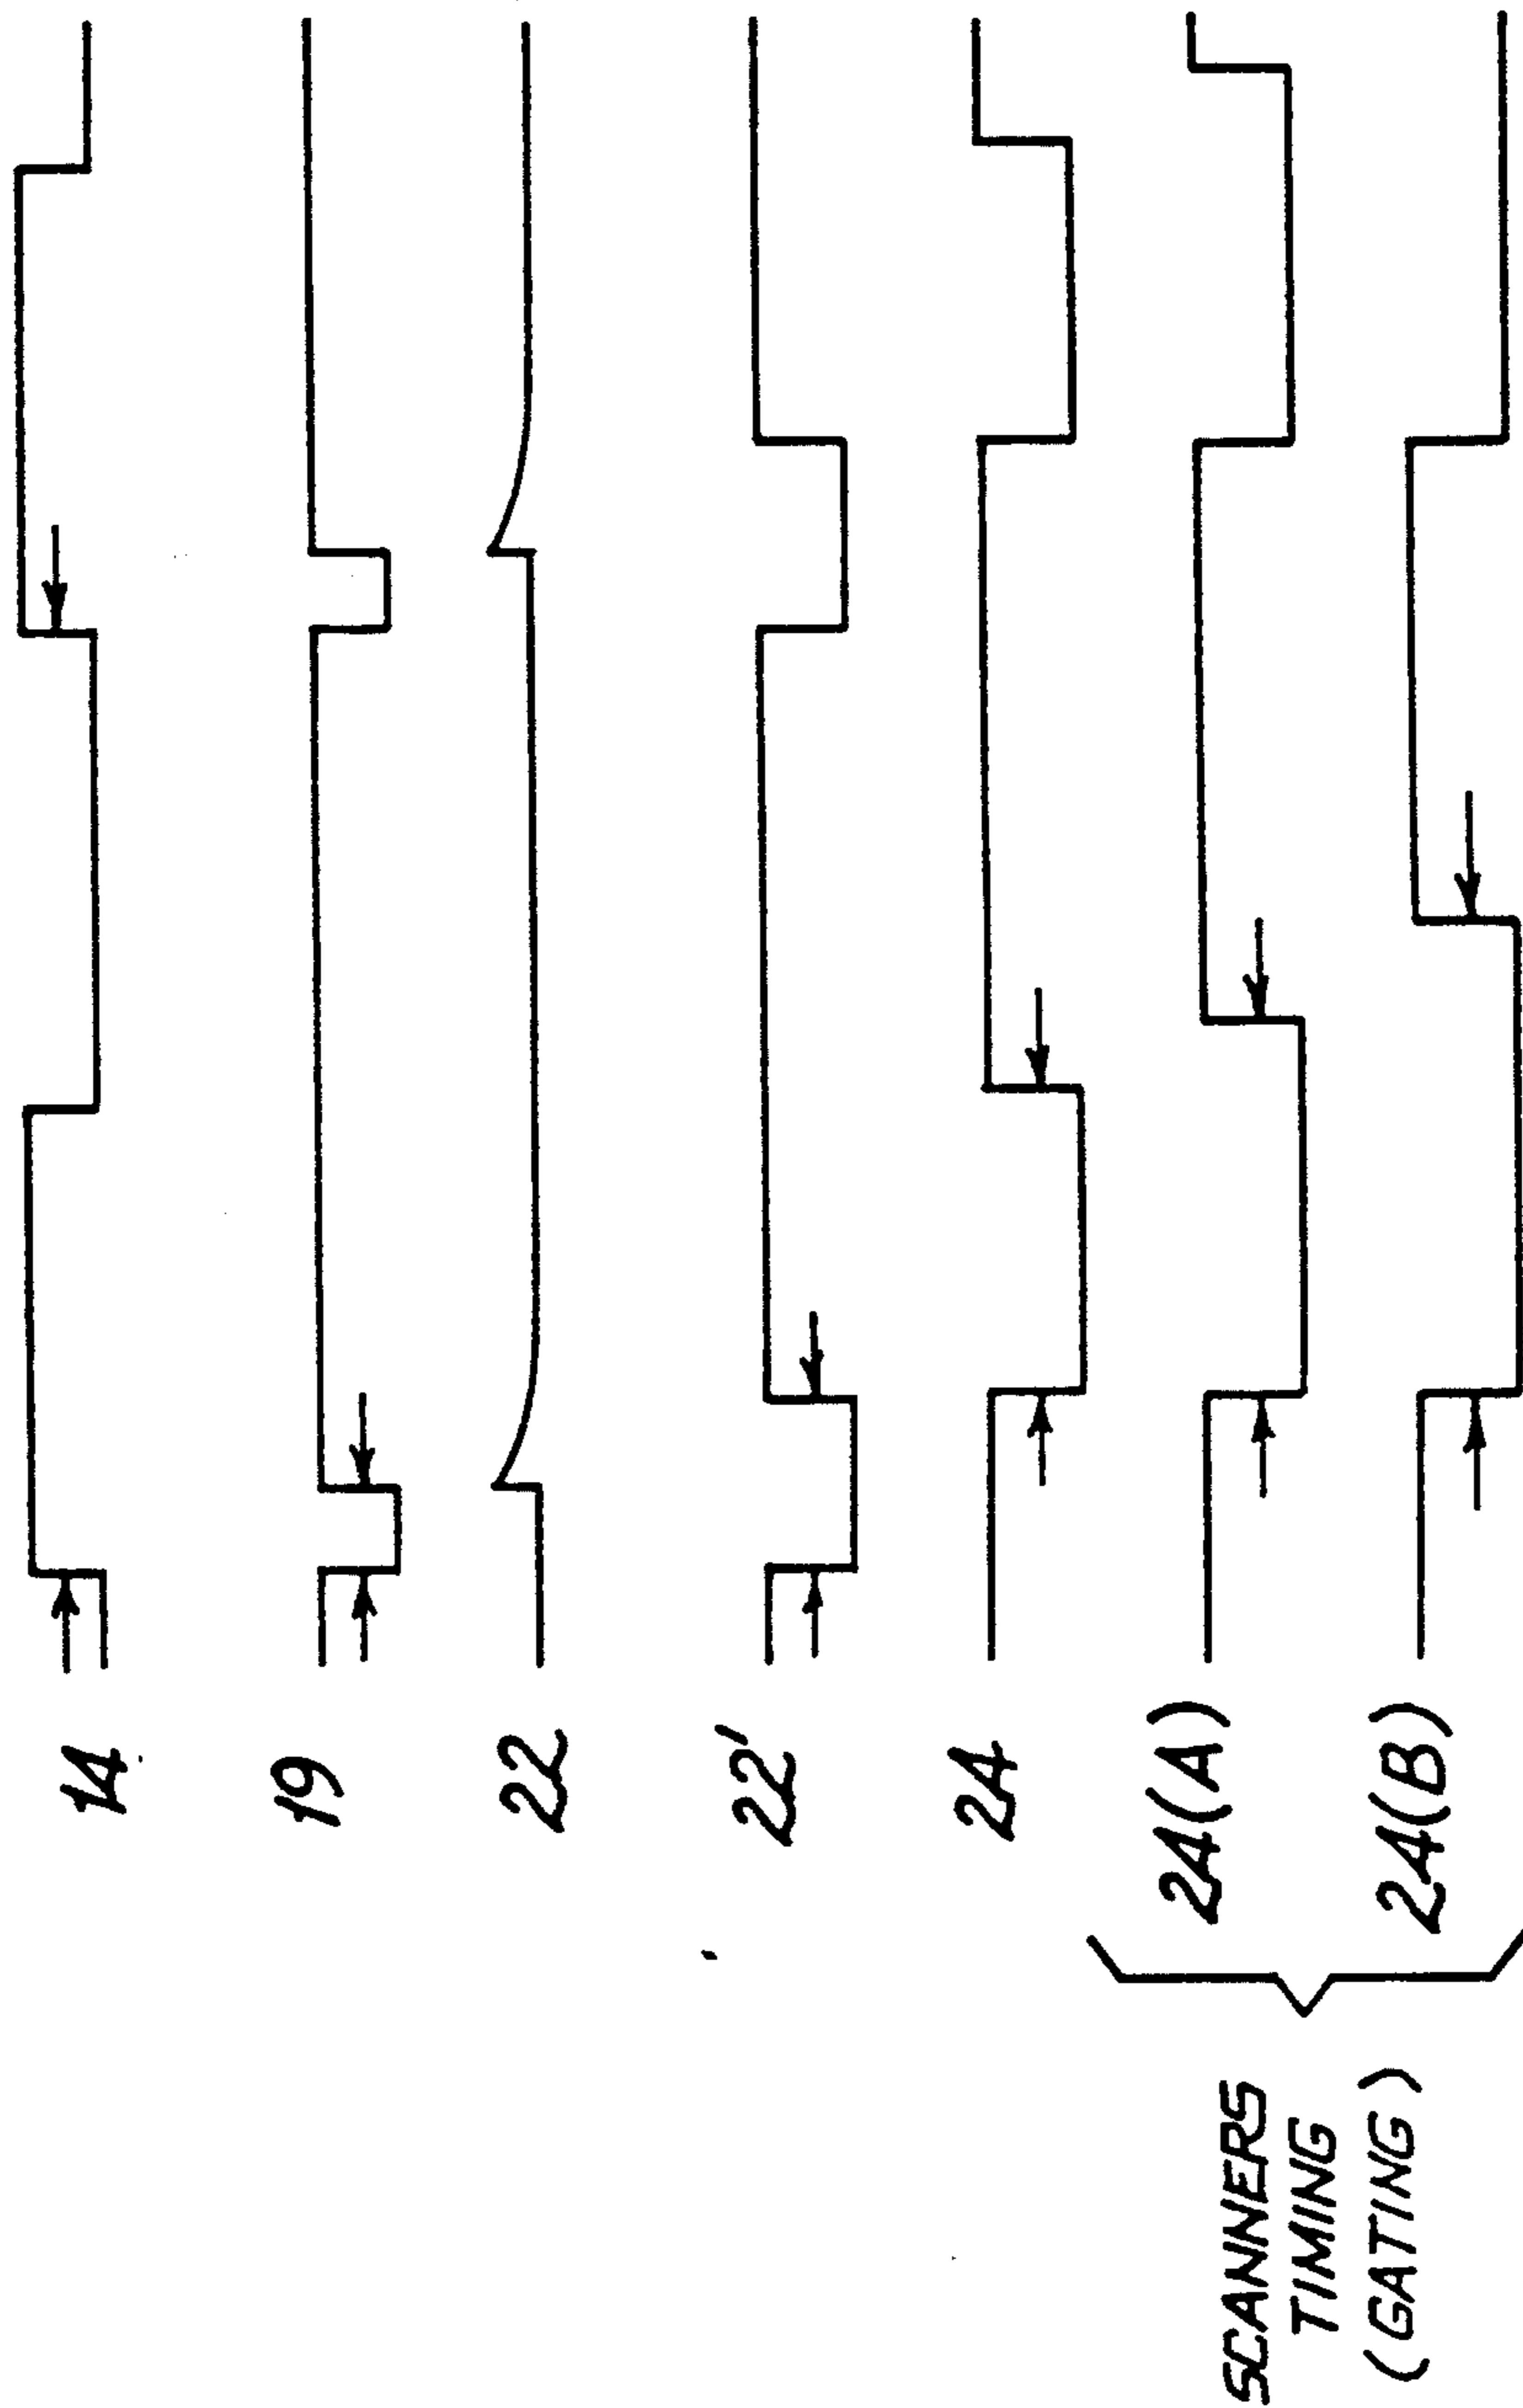 14
19
22
22'
24
24(A)
24(B)
SCANNERS
TIMING
(GATING)